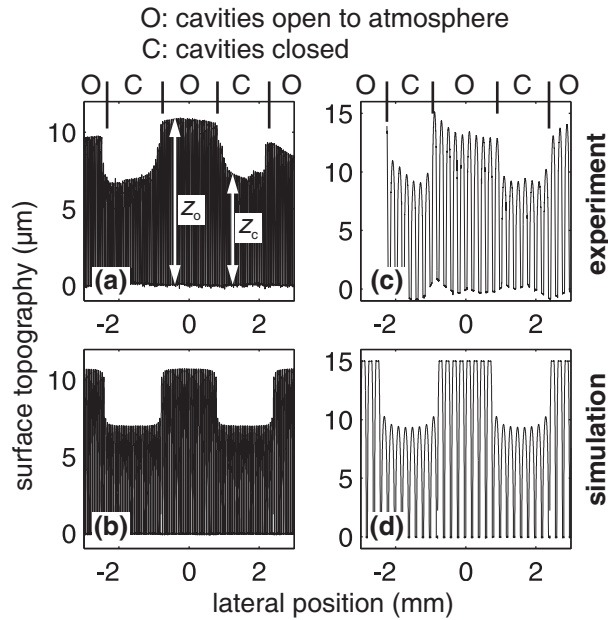 O: cavities open to atmosphere
C: cavities closed
O C O C O
O C O C O
10
5
0
zo
zc
(a)
-2 0 2
15
10
5
0
(c)
-2 0 2
experiment
surface topography (µm)
10
5
0
(b)
-2 0 2
15
10
5
0
(d)
-2 0 2
simulation
lateral position (mm)